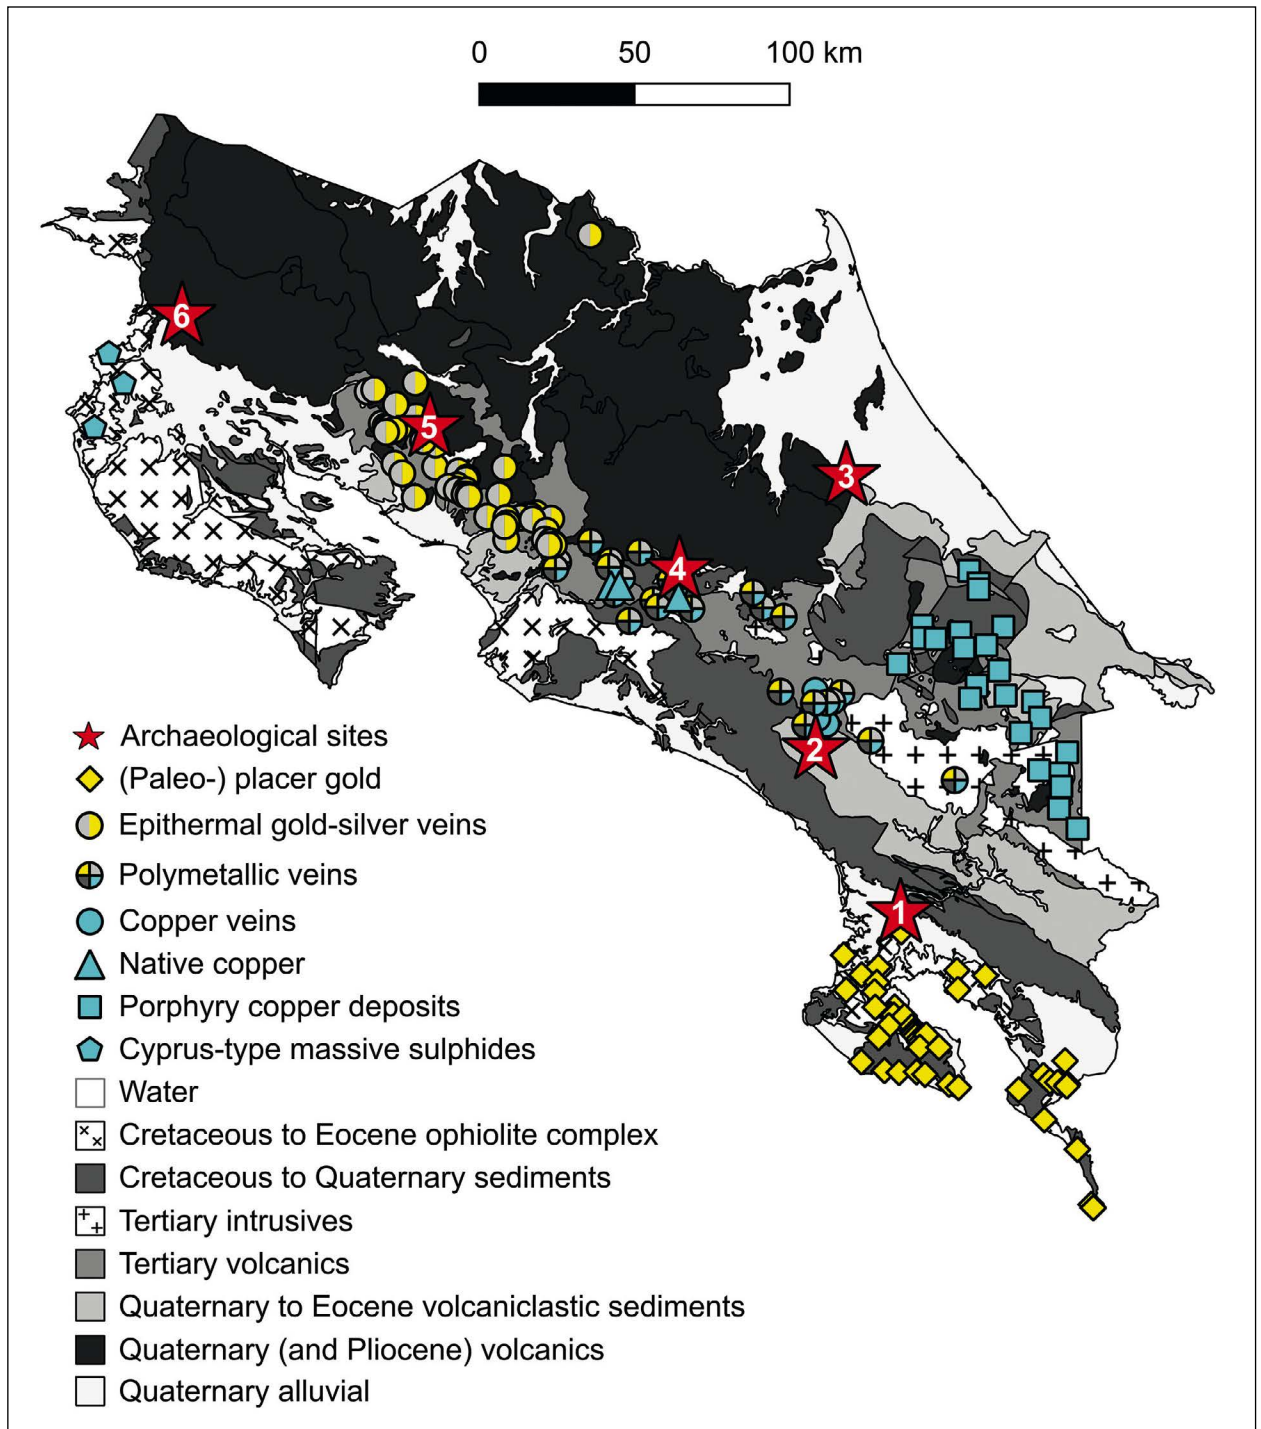 0 50 100 km
6
5
3
4
2
1
Archaeological sites
(Paleo-) placer gold
Epithermal gold-silver veins
Polymetallic veins
Copper veins
Native copper
Porphyry copper deposits
Cyprus-type massive sulphides
Water
Cretaceous to Eocene ophiolite complex
Cretaceous to Quaternary sediments
Tertiary intrusives
Tertiary volcanics
Quaternary to Eocene volcaniclastic sediments
Quaternary (and Pliocene) volcanics
Quaternary alluvial